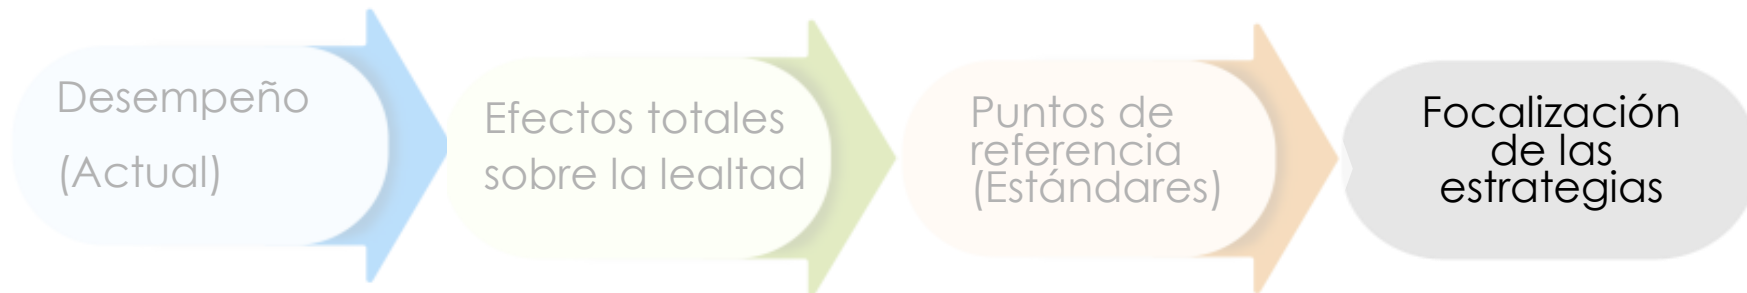 Desempeño
(Actual)
Efectos totales
sobre la lealtad
Puntos de
referencia
(Estándares)
Focalización
de las
estrategias